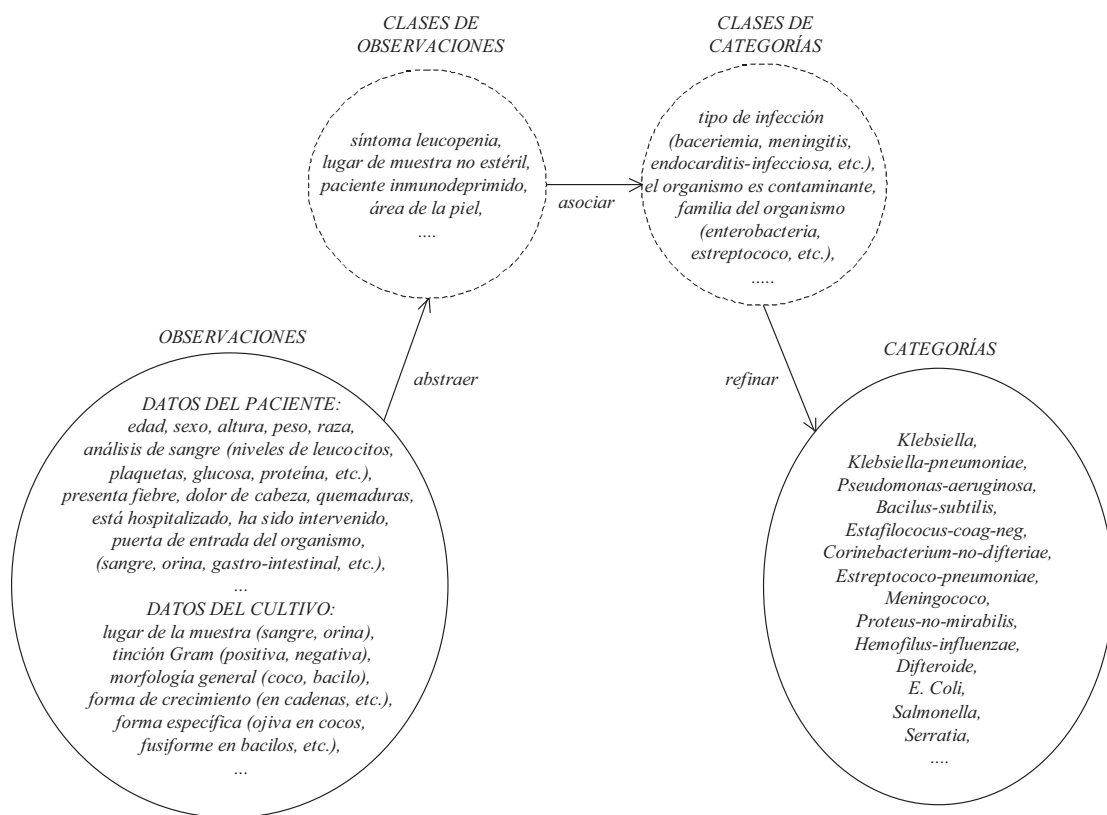 CLASES DE
OBSERVACIONES
síntoma leucopenia,
lugar de muestra no estéril,
paciente inmunodeprimido,
área de la piel,
....
asociar
CLASES DE
CATEGORÍAS
tipo de infección
(baceriemia, meningitis,
endocarditis-infecciosa, etc.),
el organismo es contaminante,
familia del organismo
(enterobacteria,
estreptococo, etc.),
.....
abstraer
refinar
OBSERVACIONES
DATOS DEL PACIENTE:
edad, sexo, altura, peso, raza,
análisis de sangre (niveles de leucocitos,
plaquetas, glucosa, proteína, etc.),
presenta fiebre, dolor de cabeza, quemaduras,
está hospitalizado, ha sido intervenido,
puerta de entrada del organismo,
(sangre, orina, gastro-intestinal, etc.),
...
DATOS DEL CULTIVO:
lugar de la muestra (sangre, orina),
tinción Gram (positiva, negativa),
morfología general (coco, bacilo),
forma de crecimiento (en cadenas, etc.),
forma específica (ojiva en cocos,
fusiforme en bacilos, etc.),
...
CATEGORÍAS
Klebsiella,
Klebsiella-pneumoniae,
Pseudomonas-aeruginosa,
Bacilus-subtilis,
Estafilococus-coag-neg,
Corinebacterium-no-difteriae,
Estreptococo-pneumoniae,
Meningococo,
Proteus-no-mirabilis,
Hemofilus-influenzae,
Difteroide,
E. Coli,
Salmonella,
Serratia,
....